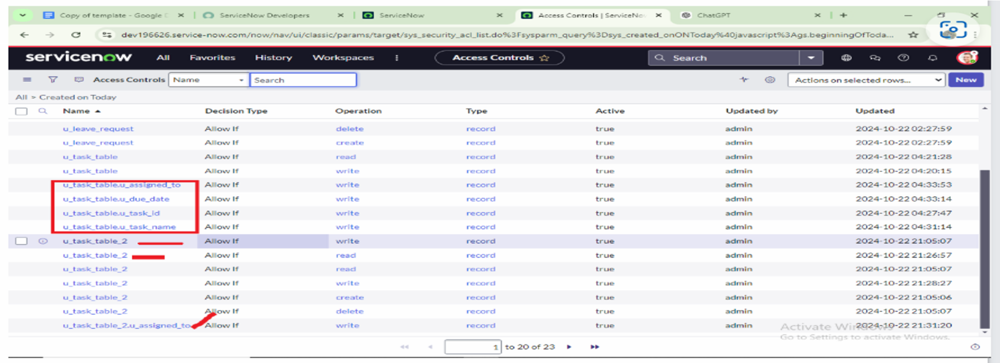 Copy of template - Google D
ServiceNow Developers
ServiceNow
Access Controls | ServiceNow
ChatGPT
dev196626.service-now.com/now/nav/ui/classic/params/target/sys_security_acl_list.do%3Fsysparm_query%3Dsys_created_onONToday%40javascript%3Ags.beginningOfToda...
servicenow All Favorites History Workspaces Access Controls Search
Access Controls Name Search Actions on selected rows... New
All > Created on Today
Name Decision Type Operation Type Active Updated by Updated
u_leave_request Allow If delete record true admin 2024-10-22 02:27:59
u_leave_request Allow If create record true admin 2024-10-22 02:27:59
u_task_table Allow If read record true admin 2024-10-22 04:21:28
u_task_table Allow If write record true admin 2024-10-22 04:20:15
u_task_table.u_assigned_to Allow If write record true admin 2024-10-22 04:33:53
u_task_table.u_due_date Allow If write record true admin 2024-10-22 04:33:14
u_task_table.u_task_id Allow If write record true admin 2024-10-22 04:27:47
u_task_table.u_task_name Allow If write record true admin 2024-10-22 04:31:14
u_task_table_2 Allow If write record true admin 2024-10-22 21:05:07
u_task_table_2 Allow If read record true admin 2024-10-22 21:26:57
u_task_table_2 Allow If read record true admin 2024-10-22 21:05:07
u_task_table_2 Allow If write record true admin 2024-10-22 21:28:27
u_task_table_2 Allow If create record true admin 2024-10-22 21:05:06
u_task_table_2 Allow If delete record true admin 2024-10-22 21:05:07
u_task_table_2.u_assigned_to Allow If write record true admin 2024-10-22 21:31:20
Activate Windows
Go to Settings to activate Windows.
1 to 20 of 23